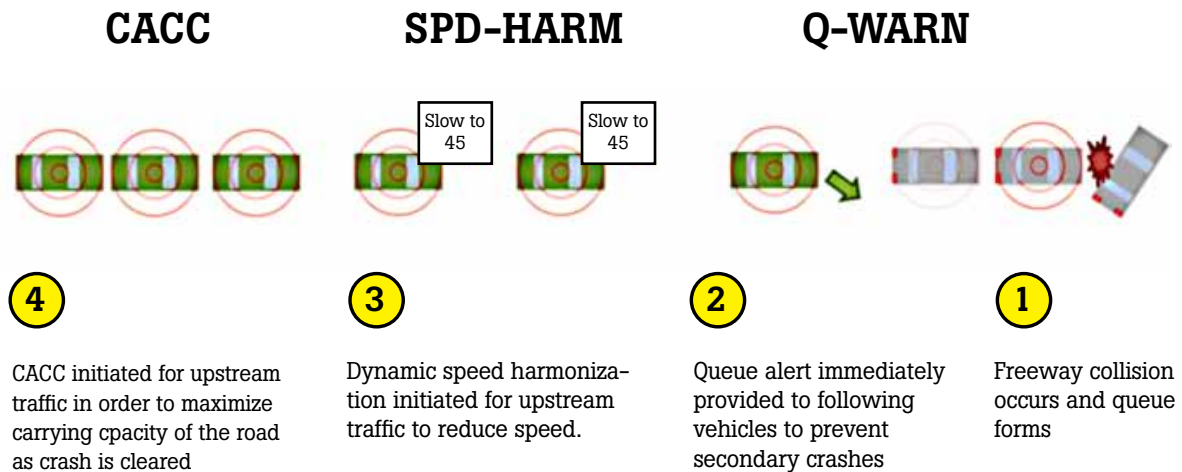 CACC
SPD-HARM
Q-WARN
Slow to
45
Slow to
45
4
3
2
1
CACC initiated for upstream
traffic in order to maximize
carrying cpacity of the road
as crash is cleared
Dynamic speed harmoniza-
tion initiated for upstream
traffic to reduce speed.
Queue alert immediately
provided to following
vehicles to prevent
secondary crashes
Freeway collision
occurs and queue
forms